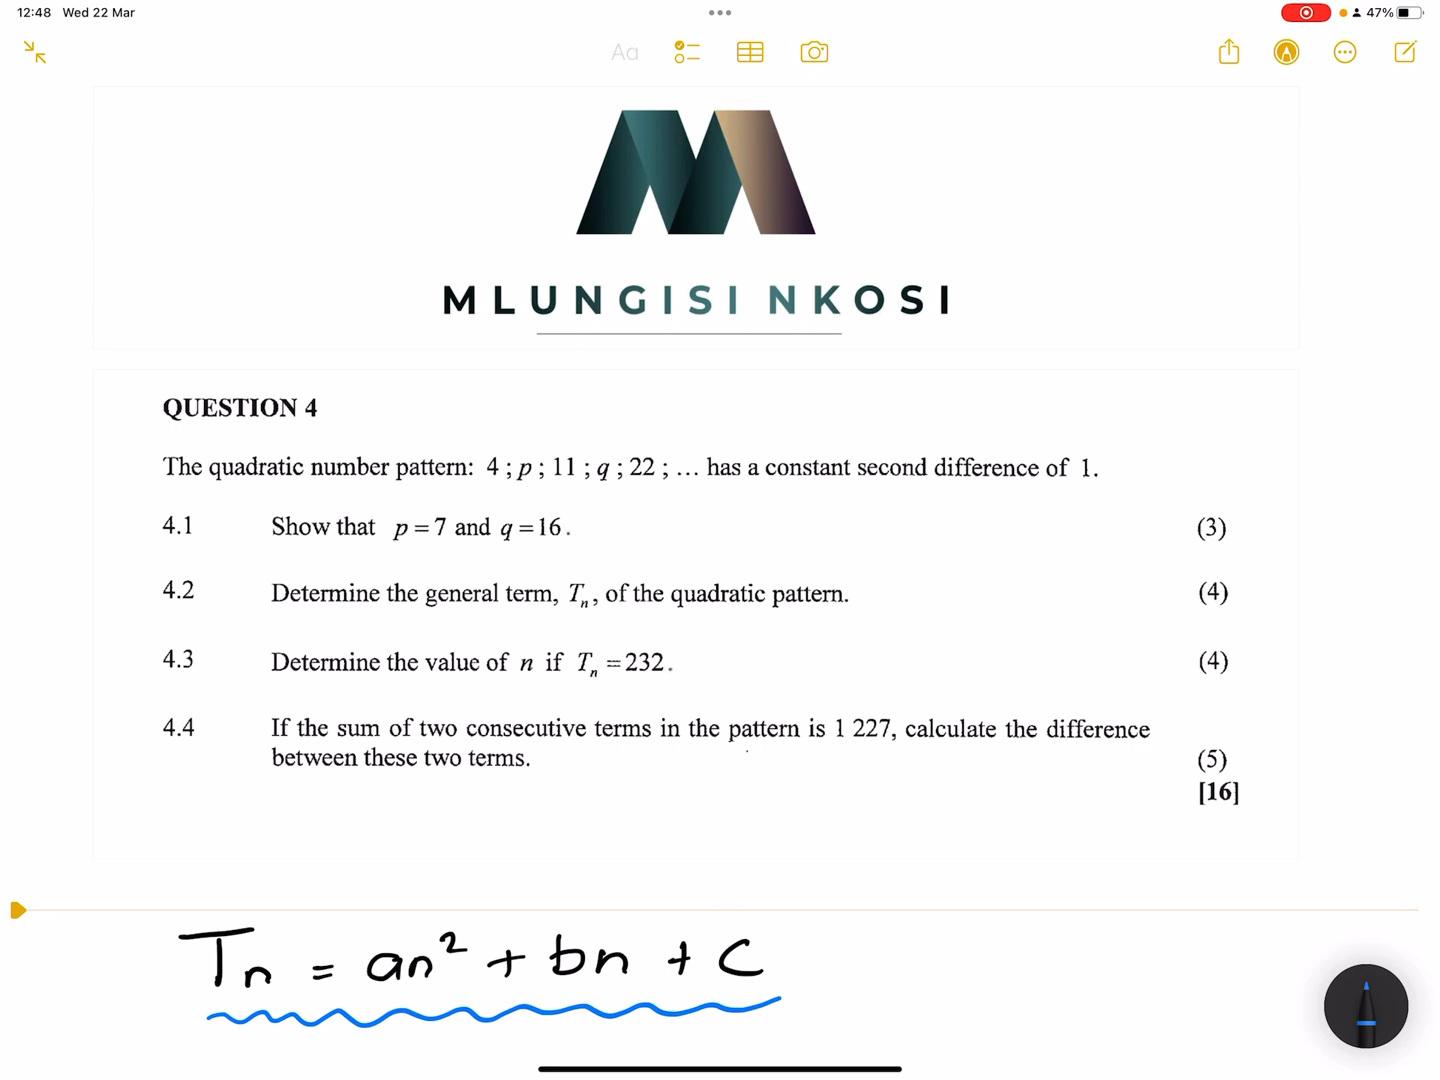 12:48 Wed 22 Mar
47%
Aa
MLUNGISI NKOSI
QUESTION 4
The quadratic number pattern: 4 ; p ; 11 ; q ; 22 ; … has a constant second difference of 1.
4.1 Show that p = 7 and q = 16 . (3)
4.2 Determine the general term, Tₙ, of the quadratic pattern. (4)
4.3 Determine the value of n if Tₙ = 232. (4)
4.4 If the sum of two consecutive terms in the pattern is 1 227, calculate the difference
between these two terms. (5)
[16]
Tₙ = an² + bn + c